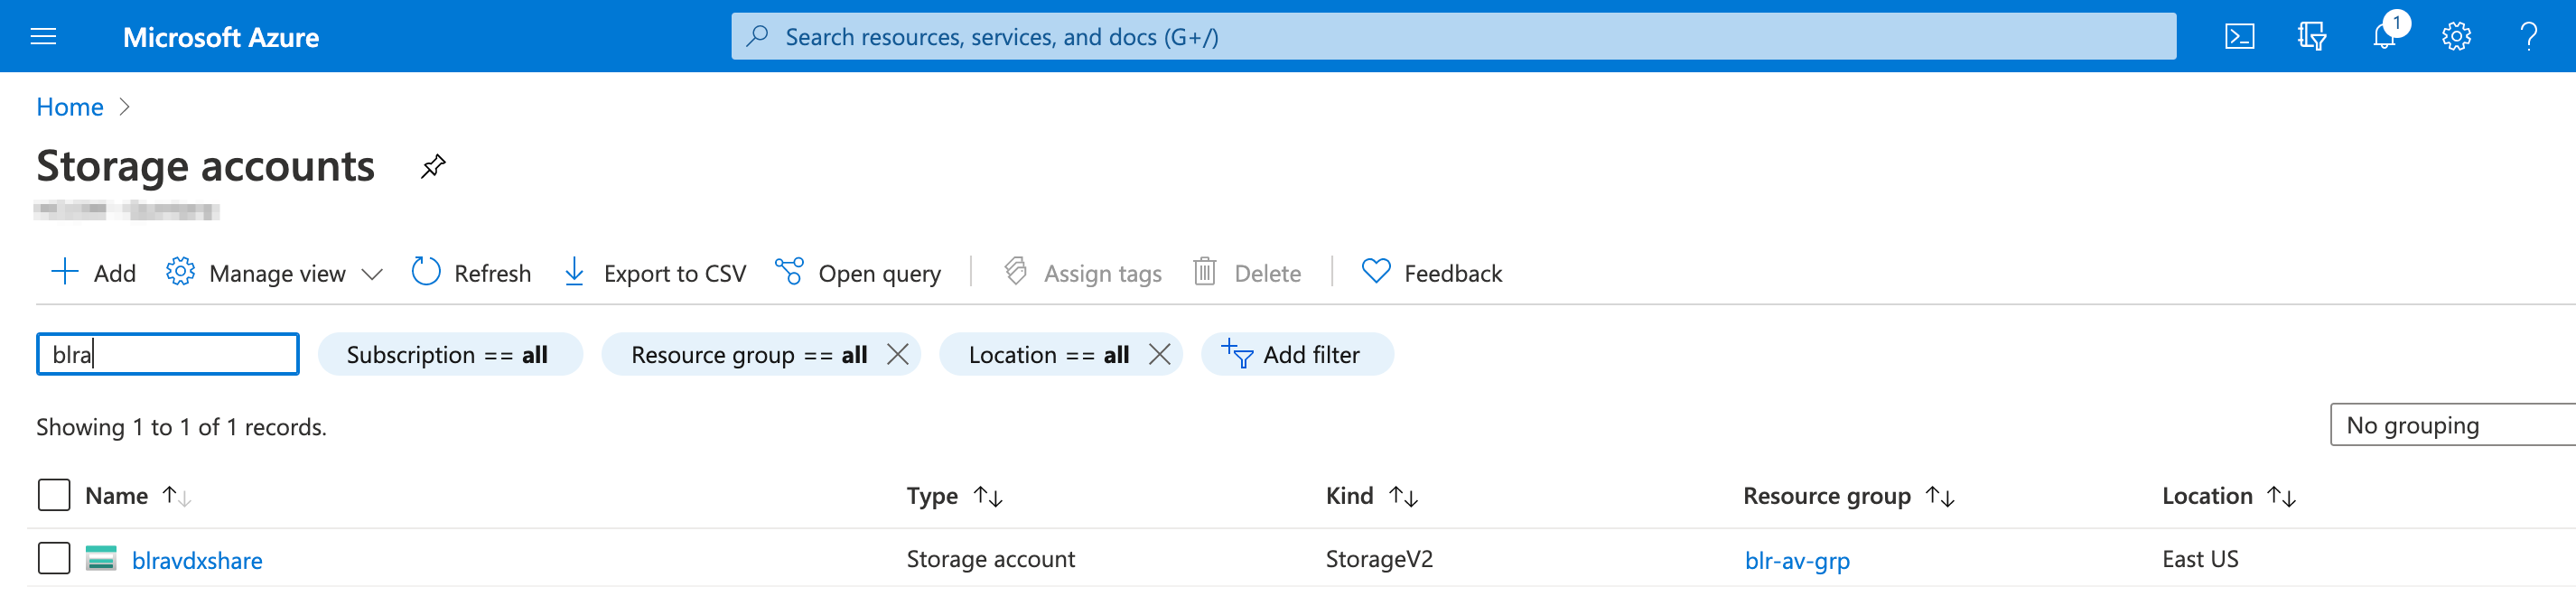 Microsoft Azure
Search resources, services, and docs (G+/)
1
Home
Storage accounts
Add
Manage view
Refresh
Export to CSV
Open query
Assign tags
Delete
Feedback
blra
Subscription == all
Resource group == all
Location == all
Add filter
Showing 1 to 1 of 1 records.
No grouping
Name
Type
Kind
Resource group
Location
blravdxshare
Storage account
StorageV2
blr-av-grp
East US